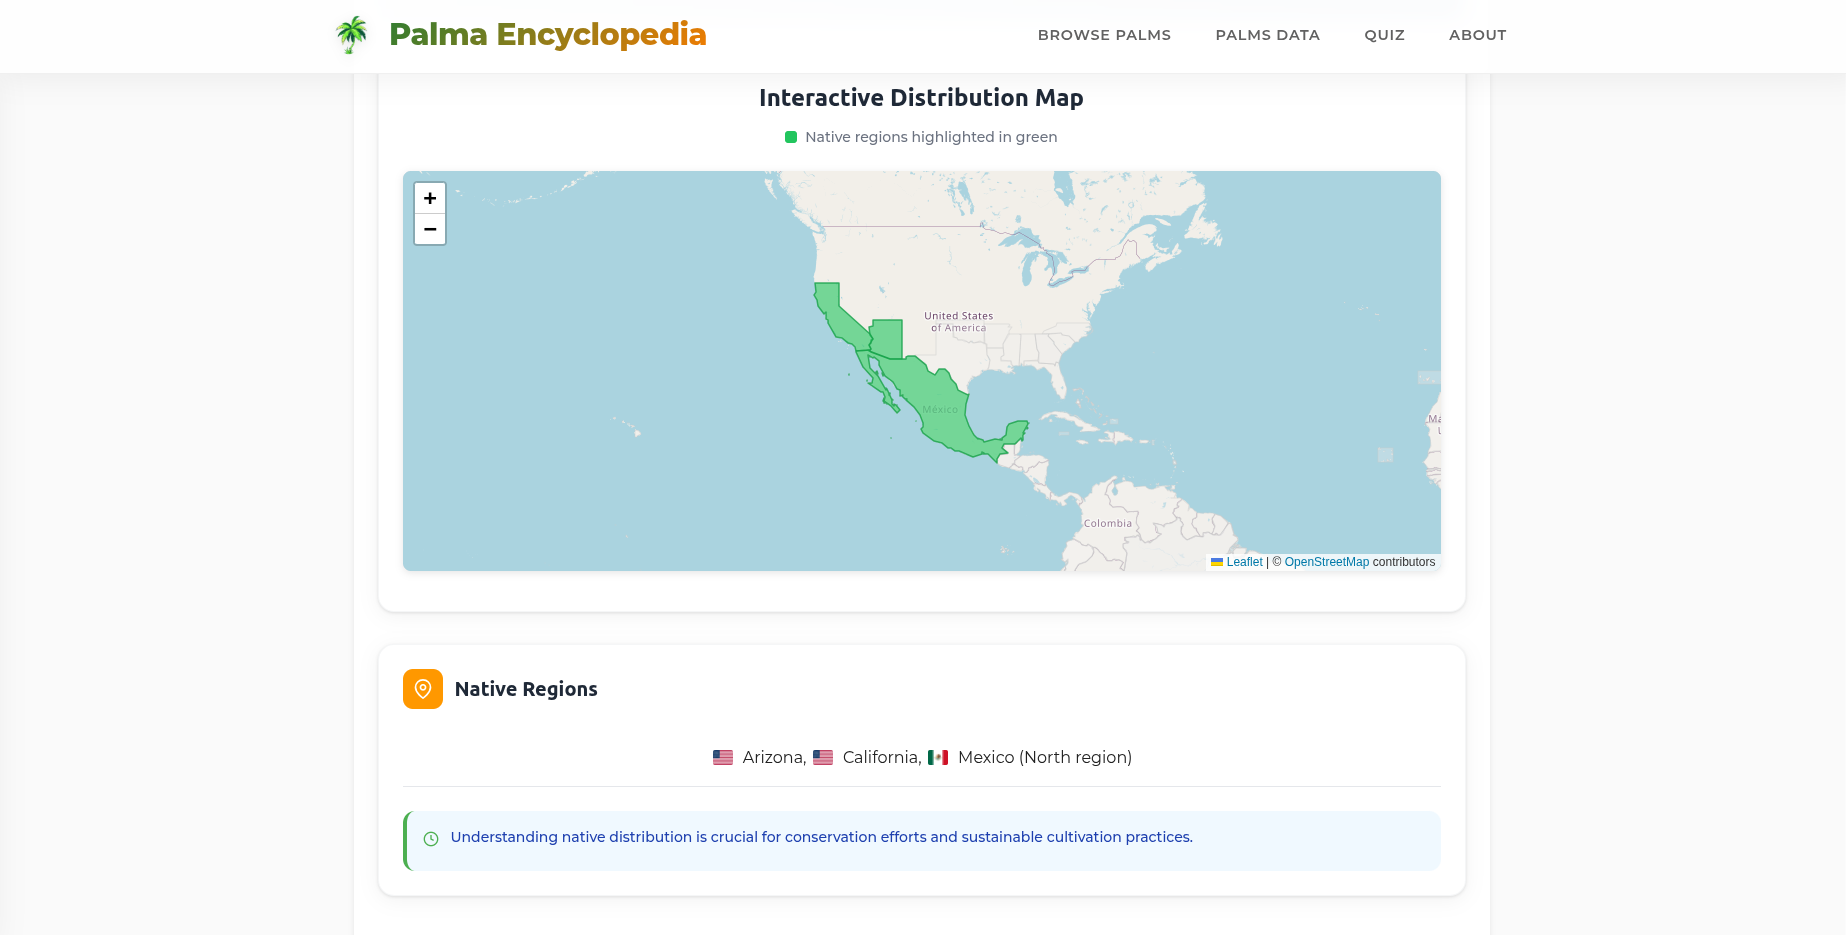 Palma Encyclopedia
BROWSE PALMS
PALMS DATA
QUIZ
ABOUT
Interactive Distribution Map
Native regions highlighted in green
+
−
United States
of America
México
Colombia
Leaflet | © OpenStreetMap contributors
Native Regions
Arizona, California, Mexico (North region)
Understanding native distribution is crucial for conservation efforts and sustainable cultivation practices.